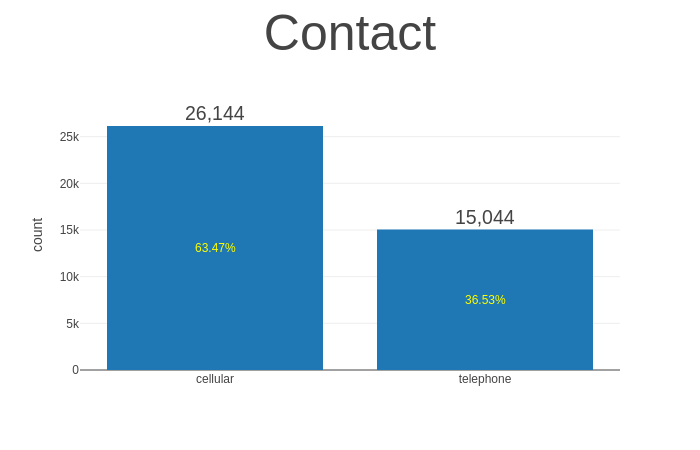 Contact
26,144
25k
20k
15,044
15k
count
63.47%
10k
36.53%
5k
0
cellular
telephone